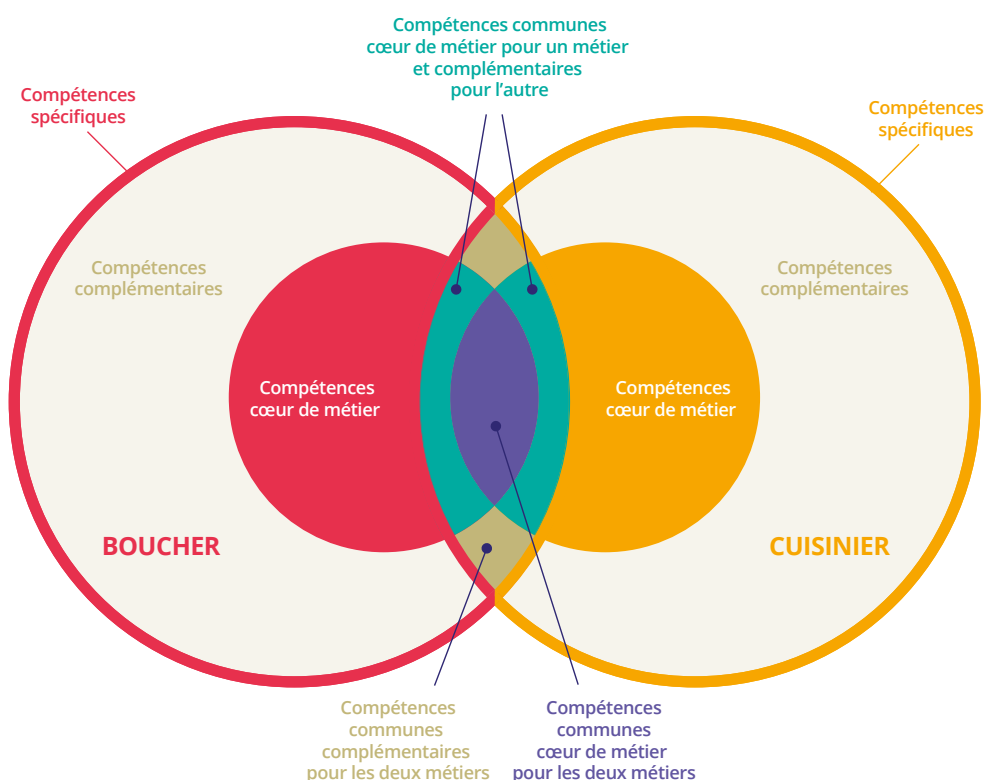 Compétences communes
cœur de métier pour un métier
et complémentaires
pour l'autre
Compétences
spécifiques
Compétences
spécifiques
Compétences
complémentaires
Compétences
complémentaires
Compétences
cœur de métier
Compétences
cœur de métier
BOUCHER
CUISINIER
Compétences
communes
complémentaires
pour les deux métiers
Compétences
communes
cœur de métier
pour les deux métiers